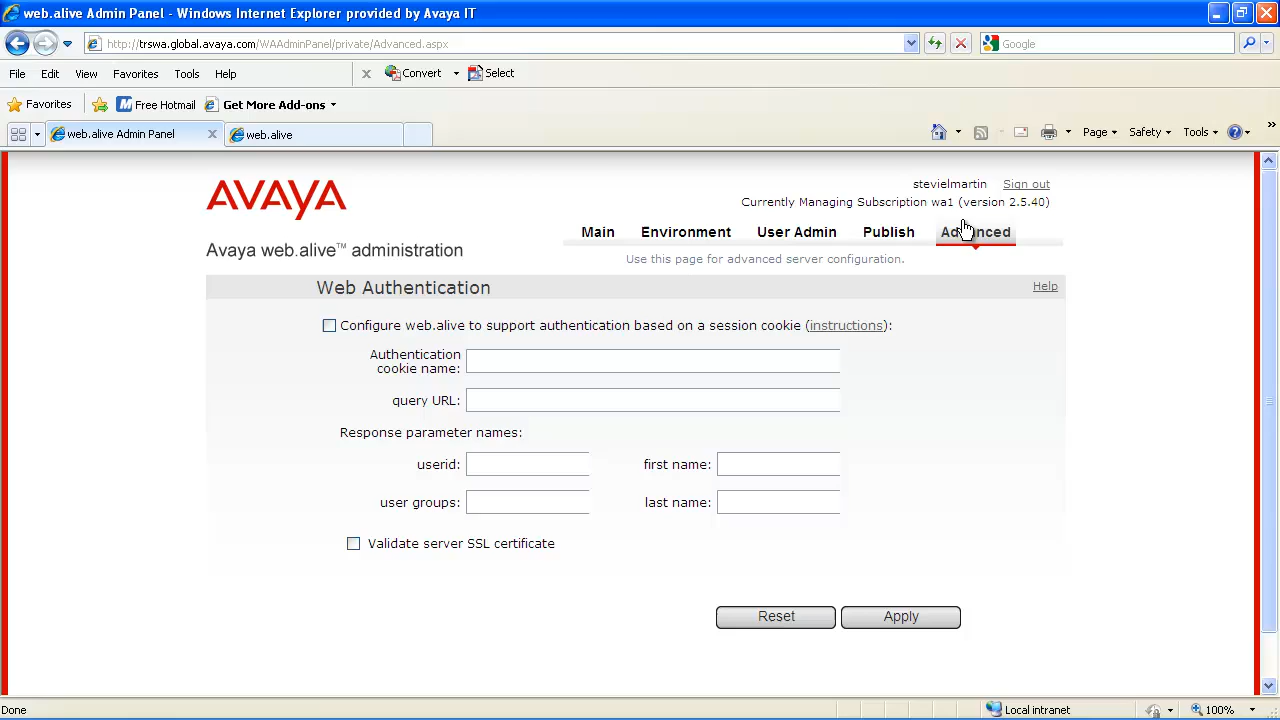 web.alive Admin Panel - Windows Internet Explorer provided by Avaya IT
http://trswa.global.avaya.com/WAAdminPanel/private/Advanced.aspx
Google
File Edit View Favorites Tools Help
Convert Select
Favorites Free Hotmail Get More Add-ons
web.alive Admin Panel web.alive
Page Safety Tools
AVAYA
stevielmartin Sign out
Currently Managing Subscription wa1 (version 2.5.40)
Main Environment User Admin Publish Advanced
Avaya web.alive™ administration
Use this page for advanced server configuration.
Web Authentication Help
Configure web.alive to support authentication based on a session cookie (instructions):
Authentication
cookie name:
query URL:
Response parameter names:
userid: first name:
user groups: last name:
Validate server SSL certificate
Reset Apply
Done Local intranet 100%